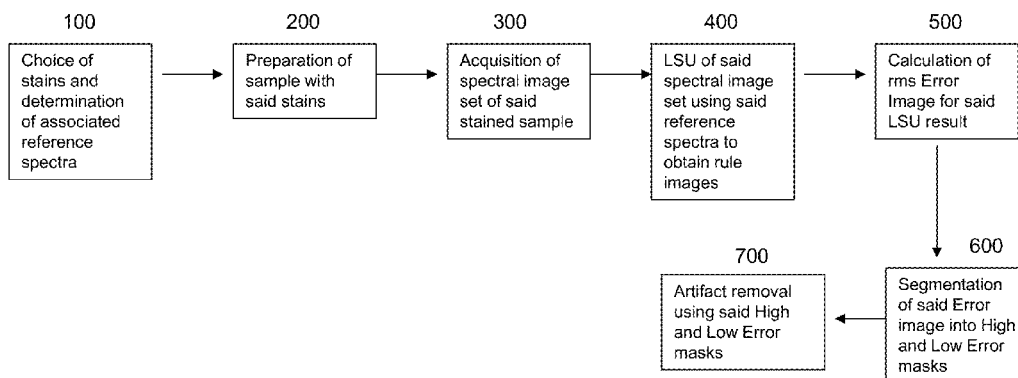 100
Choice of
stains and
determination
of associated
reference
spectra
200
Preparation of
sample with
said stains
300
Acquisition of
spectral image
set of said
stained sample
400
LSU of said
spectral image
set using said
reference
spectra to
obtain rule
images
500
Calculation of
rms Error
Image for said
LSU result
600
Segmentation
of said Error
image into High
and Low Error
masks
700
Artifact removal
using said High
and Low Error
masks